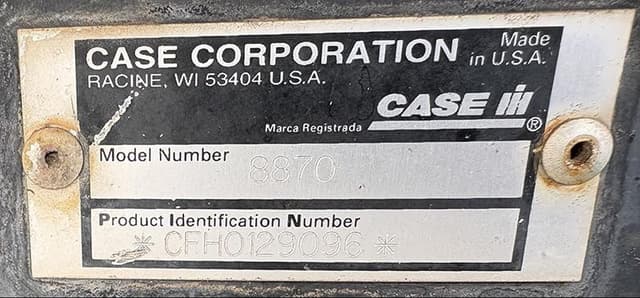 CASE CORPORATION Made
RACINE, WI 53404 U.S.A. in U.S.A.
CASE IH
Marca Registrada ®
Model Number 8870
Product Identification Number
* CFH0129096 *